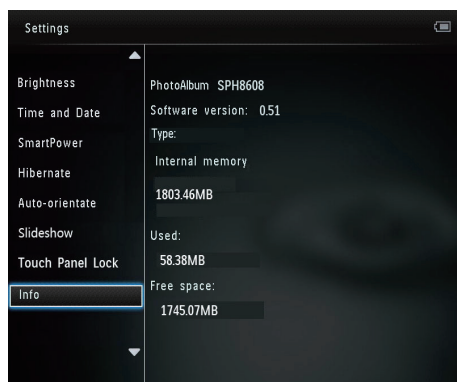 Settings
Brightness
Time and Date
SmartPower
Hibernate
Auto-orientate
Slideshow
Touch Panel Lock
Info
PhotoAlbum SPH8608
Software version: 0.51
Type:
Internal memory
1803.46MB
Used:
58.38MB
Free space:
1745.07MB